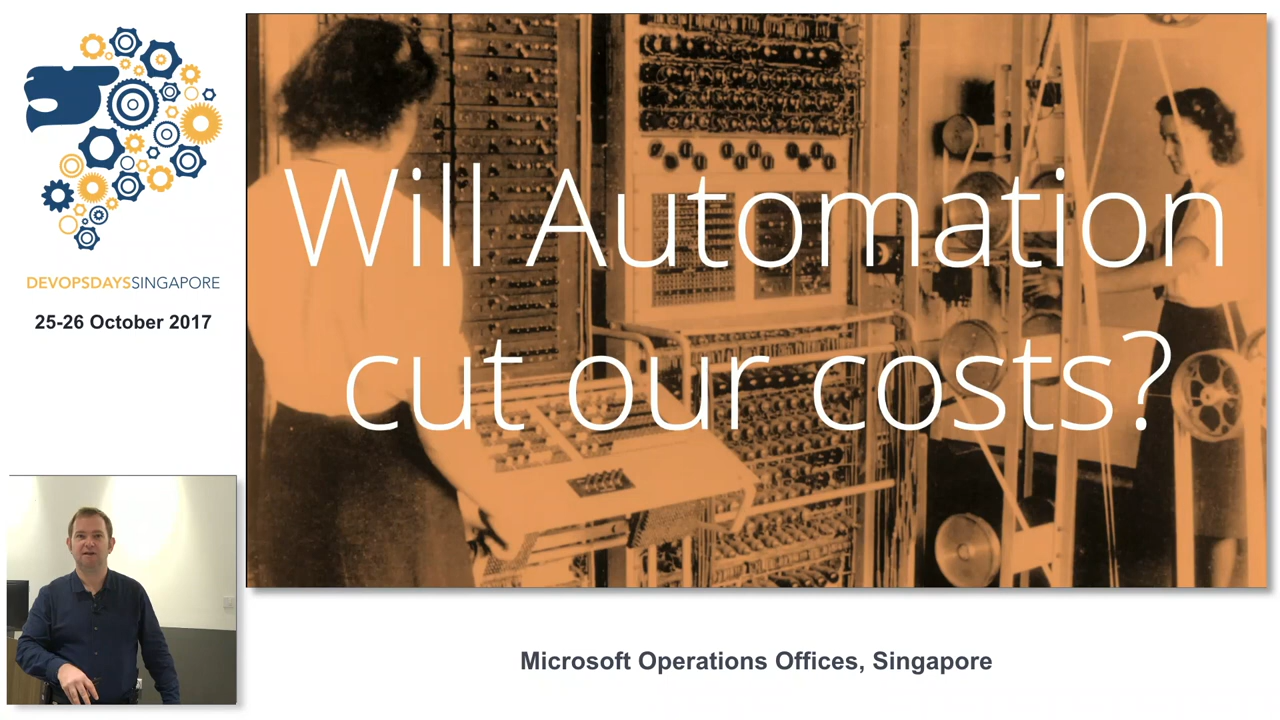 DEVOPSDAYSSINGAPORE
25-26 October 2017
Will Automation
cut our costs?
Microsoft Operations Offices, Singapore